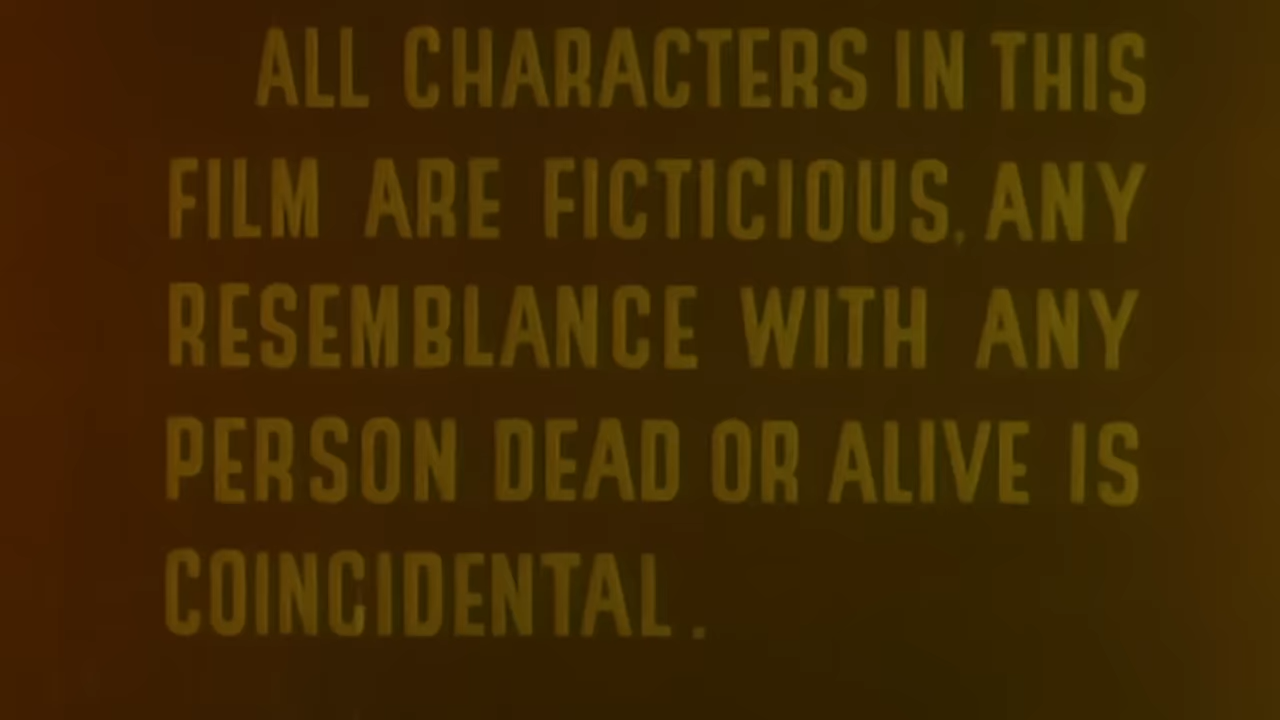 ALL CHARACTERS IN THIS
FILM ARE FICTICIOUS, ANY
RESEMBLANCE WITH ANY
PERSON DEAD OR ALIVE IS
COINCIDENTAL.